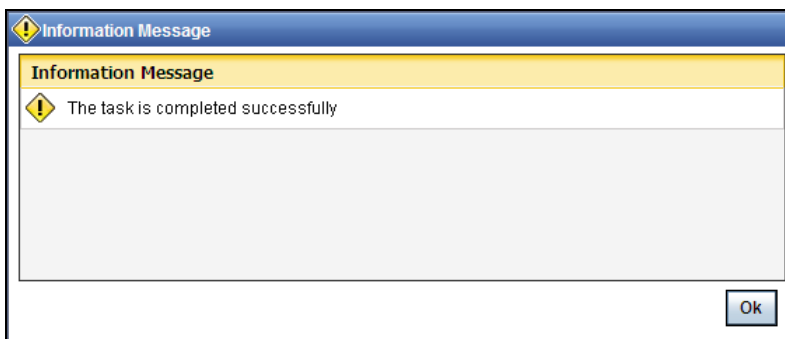 Information Message
Information Message
The task is completed successfully
Ok